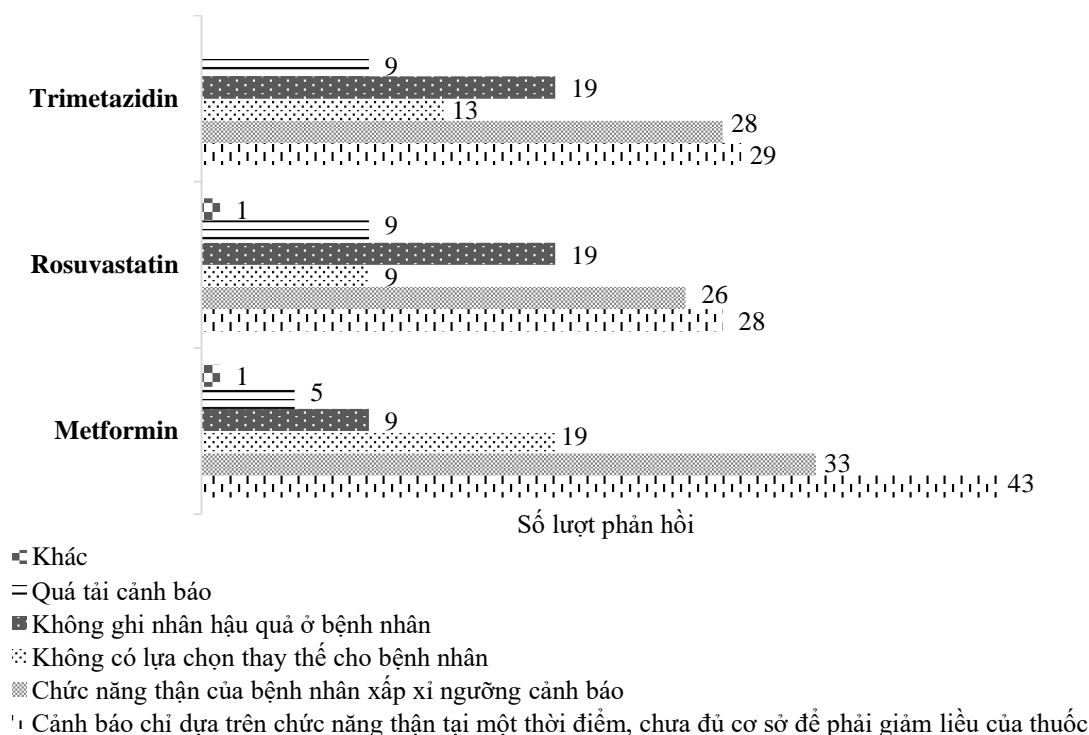 9
19
Trimetazidin
13
28
29
1
9
19
Rosuvastatin
9
26
28
1
5
9
Metformin
19
33
43
Số lượt phản hồi
Khác
Quá tải cảnh báo
Không ghi nhân hậu quả ở bệnh nhân
Không có lựa chọn thay thế cho bệnh nhân
Chức năng thận của bệnh nhân xấp xỉ ngưỡng cảnh báo
Cảnh báo chỉ dựa trên chức năng thận tại một thời điểm, chưa đủ cơ sở để phải giảm liều của thuốc